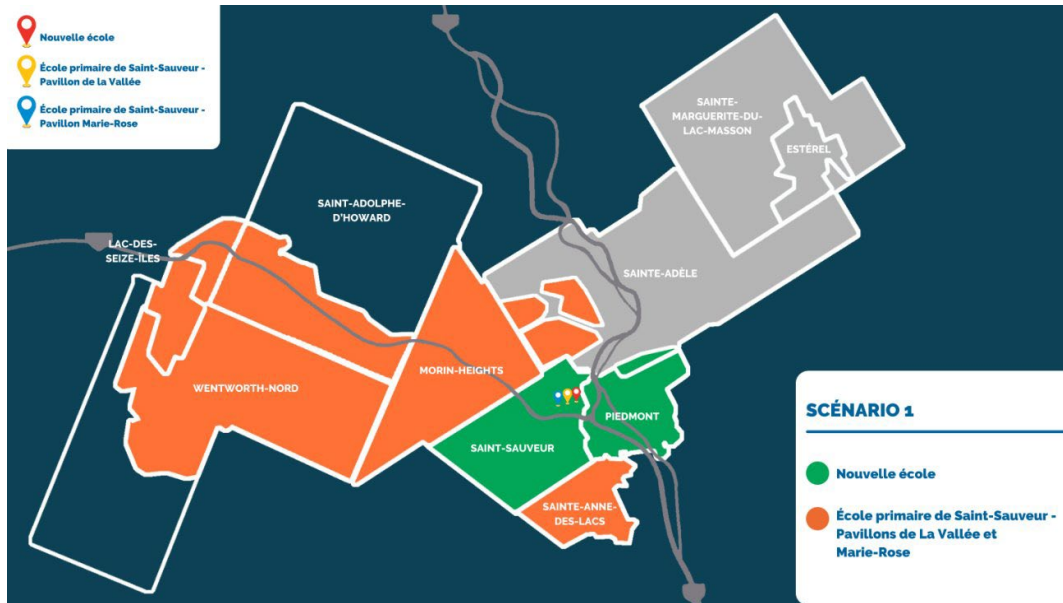 Nouvelle école
École primaire de Saint-Sauveur -
Pavillon de la Vallée
École primaire de Saint-Sauveur -
Pavillon Marie-Rose
SAINTE-
MARGUERITE-DU-
LAC-MASSON
ESTÉREL
SAINT-ADOLPHE-
D'HOWARD
LAC-DES-
SEIZE-ÎLES
SAINTE-ADÈLE
MORIN-HEIGHTS
WENTWORTH-NORD
PIEDMONT
SAINT-SAUVEUR
SAINTE-ANNE-
DES-LACS
SCÉNARIO 1
Nouvelle école
École primaire de Saint-Sauveur -
Pavillons de La Vallée et
Marie-Rose